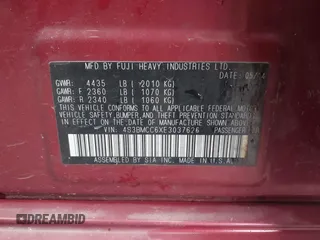 MFD BY FUJI HEAVY INDUSTRIES LTD.
DATE:
GVWR: 4435 LB ( 2010 KG)
GAWR: F 2360 LB ( 1070 KG)
GAWR: R 2340 LB ( 1060 KG)
THIS VEHICLE CONFORMS TO ALL APPLICABLE FEDERAL MOTOR
VEHICLE SAFETY, BUMPER, AND THEFT PREVENTION STANDARDS IN
EFFECT ON THE DATE OF MANUFACTURE SHOWN ABOVE.
4S3BMCC6XE3037626 PASSENGER
ASSEMBLED BY SIA INC. MADE IN U.S.A.
DREAMBID